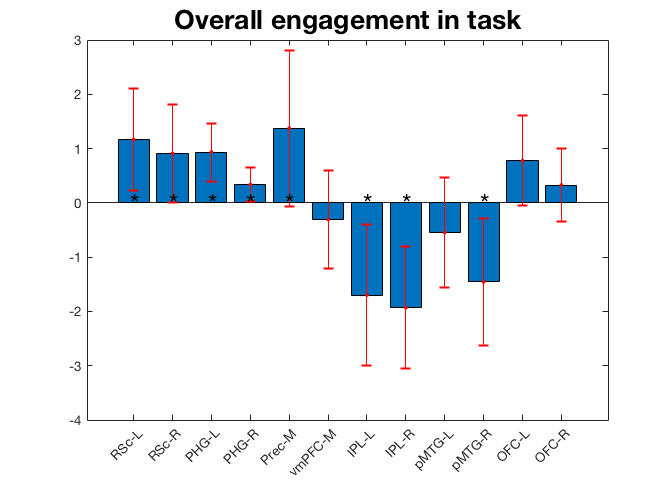 Overall engagement in task
3
2
1
0
-1
-2
-3
-4
* * * * * * * *
RSc-L RSc-R PHG-L PHG-R Prec-M vmPFC-M IPL-L IPL-R pMTG-L pMTG-R OFC-L OFC-R